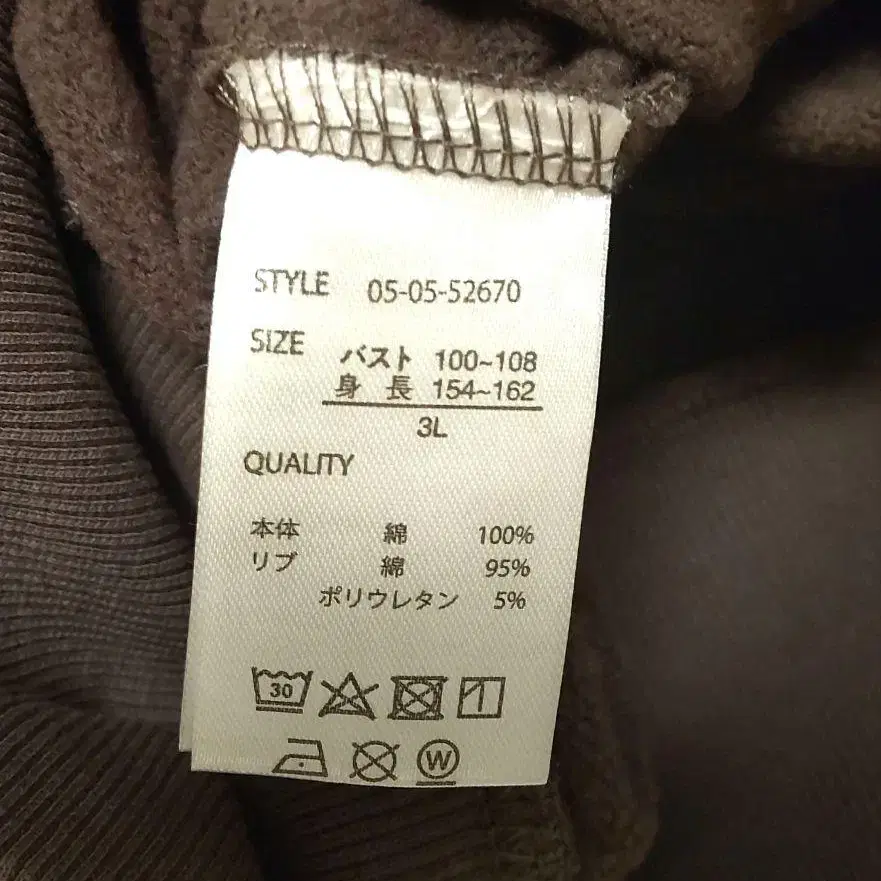 STYLE 05-05-52670
SIZE バスト 100~108
身 長 154~162
3L
QUALITY
本体 綿 100%
リブ 綿 95%
ポリウレタン 5%
30
W